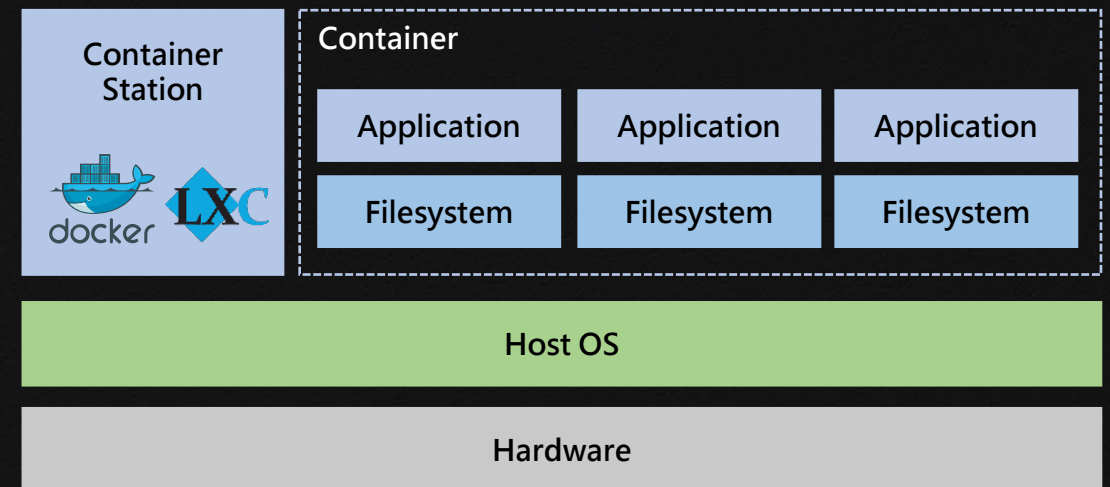 Container
Station
docker
LXC
Container
Application
Application
Application
Filesystem
Filesystem
Filesystem
Host OS
Hardware